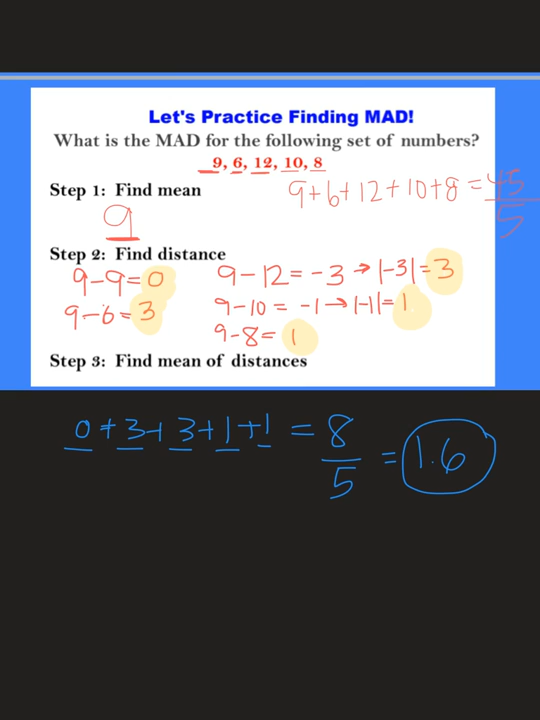 Let's Practice Finding MAD!
What is the MAD for the following set of numbers?
9, 6, 12, 10, 8
Step 1: Find mean
9+6+12+10+8 = 45/5
9
Step 2: Find distance
9-9=0
9-12=-3 → |-3|=3
9-6=3
9-10=-1 → |-1|=1
9-8=1
Step 3: Find mean of distances
0+3+3+1+1 = 8/5 = 1.6